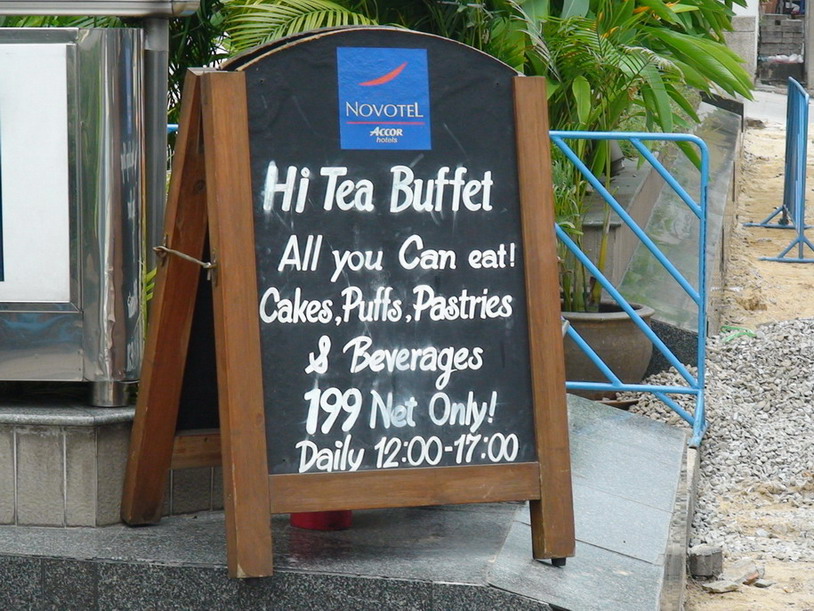 NOVOTEL
ACCOR
hotels
Hi Tea Buffet
All you Can eat!
Cakes,Puffs,Pastries
& Beverages
199 Net Only!
Daily 12:00-17:00